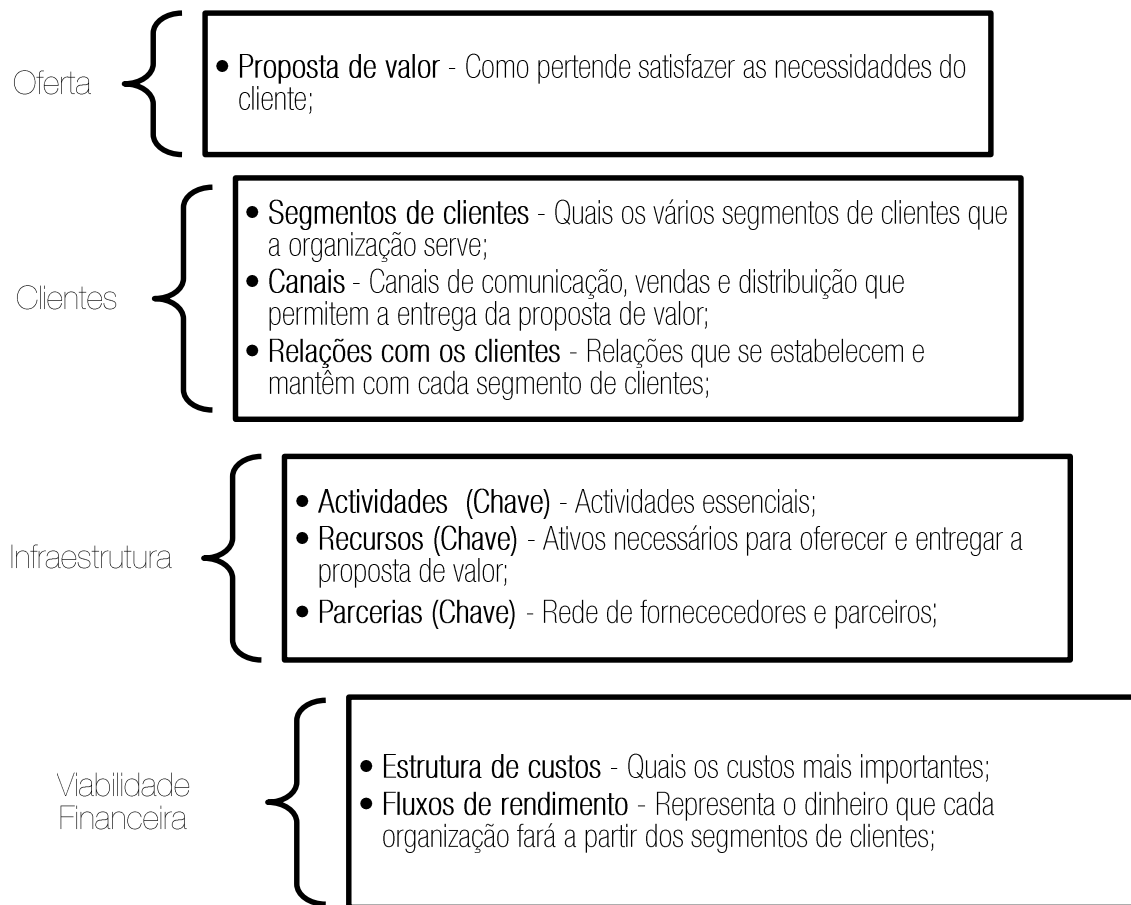 Oferta
• Proposta de valor - Como pertende satisfazer as necessidaddes do
cliente;
Clientes
• Segmentos de clientes - Quais os vários segmentos de clientes que
a organização serve;
• Canais - Canais de comunicação, vendas e distribuição que
permitem a entrega da proposta de valor;
• Relações com os clientes - Relações que se estabelecem e
mantêm com cada segmento de clientes;
Infraestrutura
• Actividades (Chave) - Actividades essenciais;
• Recursos (Chave) - Ativos necessários para oferecer e entregar a
proposta de valor;
• Parcerias (Chave) - Rede de fornececedores e parceiros;
Viabilidade
Financeira
• Estrutura de custos - Quais os custos mais importantes;
• Fluxos de rendimento - Representa o dinheiro que cada
organização fará a partir dos segmentos de clientes;